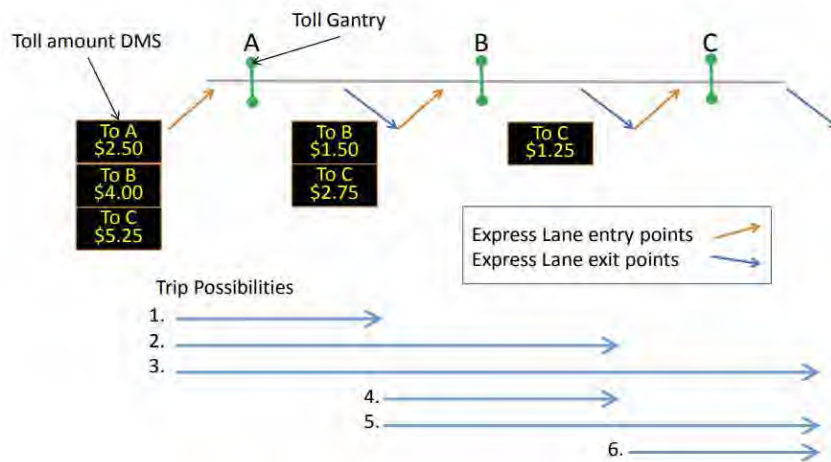 Toll Gantry
Toll amount DMS
A
B
C
To A
$2.50
To B
$4.00
To C
$5.25
To B
$1.50
To C
$2.75
To C
$1.25
Express Lane entry points
Express Lane exit points
Trip Possibilities
1.
2.
3.
4.
5.
6.